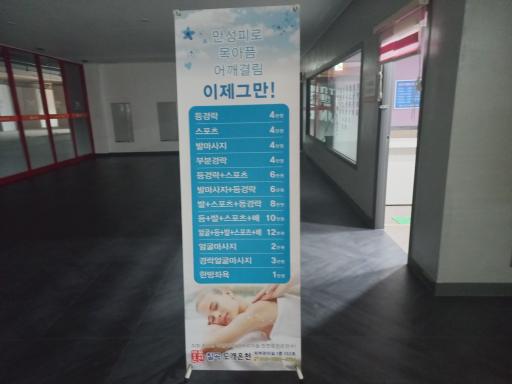 만성피로
목아픔
어깨결림
이제그만!
등경락 4만원
스포츠 4만원
발마사지 4만원
부분경락 4만원
등경락+스포츠 6만원
발마사지+등경락 6만원
발+스포츠+등경락 8만원
등+발+스포츠+배 10만원
얼굴+등+발+스포츠+배 12만원
얼굴마사지 2만원
경락얼굴마사지 3만원
한방좌욕 1만원
도개온천